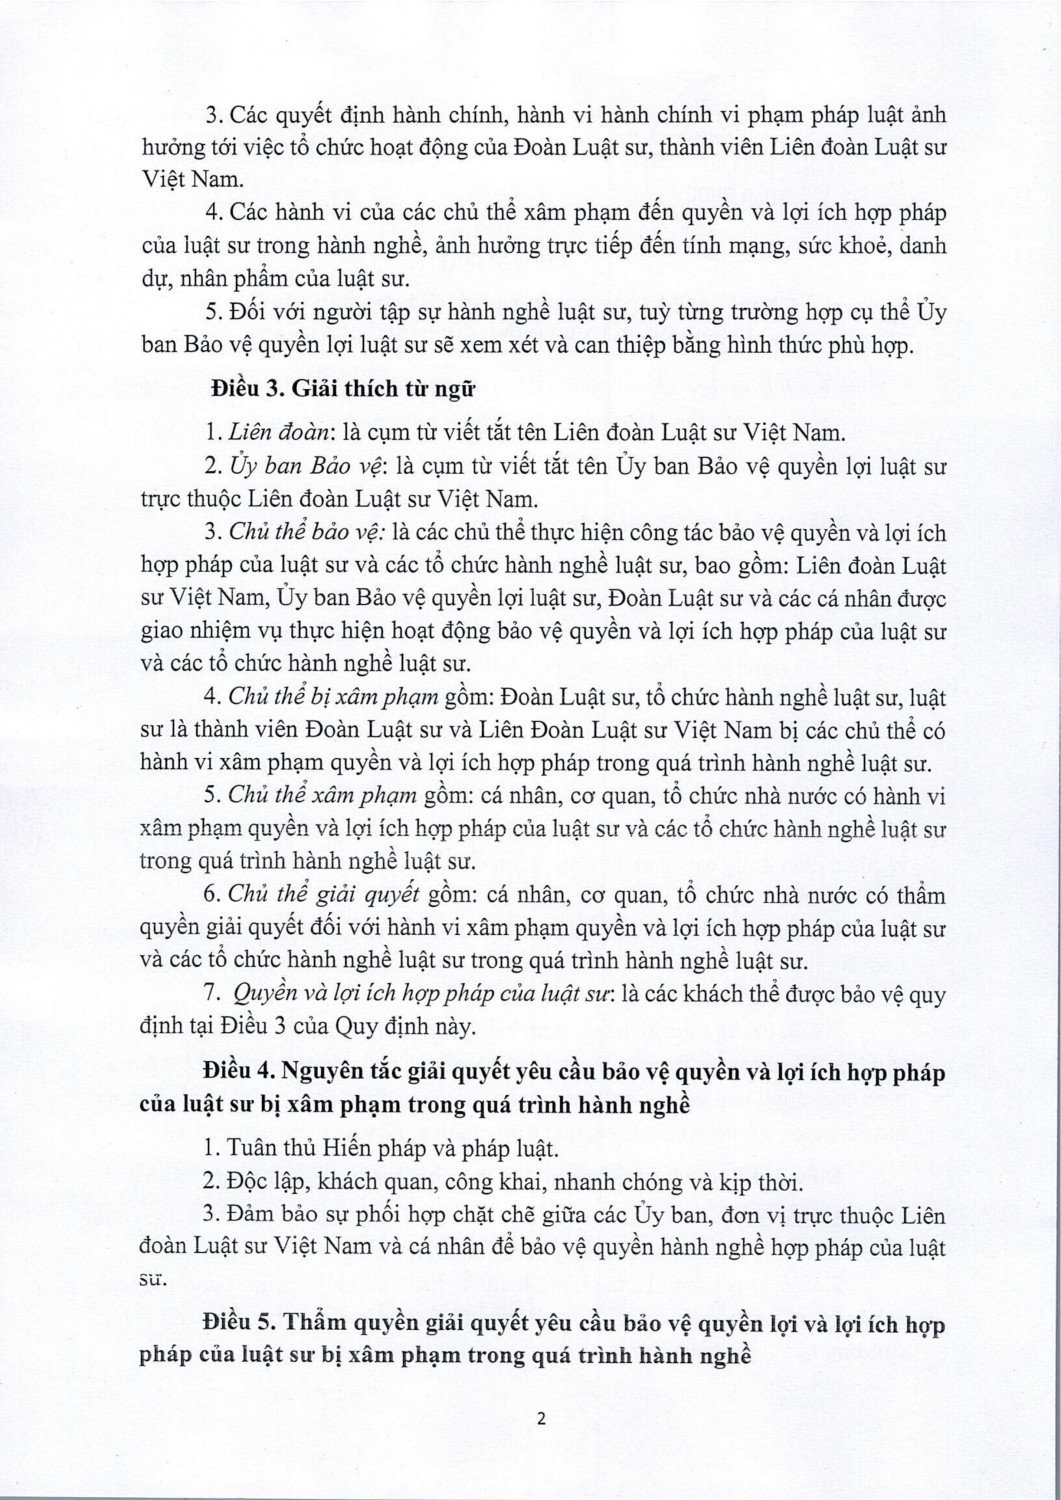 3. Các quyết định hành chính, hành vi hành chính vi phạm pháp luật ảnh
hưởng tới việc tổ chức hoạt động của Đoàn Luật sư, thành viên Liên đoàn Luật sư
Việt Nam.
4. Các hành vi của các chủ thể xâm phạm đến quyền và lợi ích hợp pháp
của luật sư trong hành nghề, ảnh hưởng trực tiếp đến tính mạng, sức khoẻ, danh
dự, nhân phẩm của luật sư.
5. Đối với người tập sự hành nghề luật sư, tuỳ từng trường hợp cụ thể Ủy
ban Bảo vệ quyền lợi luật sư sẽ xem xét và can thiệp bằng hình thức phù hợp.
Điều 3. Giải thích từ ngữ
1. Liên đoàn: là cụm từ viết tắt tên Liên đoàn Luật sư Việt Nam.
2. Ủy ban Bảo vệ: là cụm từ viết tắt tên Ủy ban Bảo vệ quyền lợi luật sư
trực thuộc Liên đoàn Luật sư Việt Nam.
3. Chủ thể bảo vệ: là các chủ thể thực hiện công tác bảo vệ quyền và lợi ích
hợp pháp của luật sư và các tổ chức hành nghề luật sư, bao gồm: Liên đoàn Luật
sư Việt Nam, Ủy ban Bảo vệ quyền lợi luật sư, Đoàn Luật sư và các cá nhân được
giao nhiệm vụ thực hiện hoạt động bảo vệ quyền và lợi ích hợp pháp của luật sư
và các tổ chức hành nghề luật sư.
4. Chủ thể bị xâm phạm gồm: Đoàn Luật sư, tổ chức hành nghề luật sư, luật
sư là thành viên Đoàn Luật sư và Liên Đoàn Luật sư Việt Nam bị các chủ thể có
hành vi xâm phạm quyền và lợi ích hợp pháp trong quá trình hành nghề luật sư.
5. Chủ thể xâm phạm gồm: cá nhân, cơ quan, tổ chức nhà nước có hành vi
xâm phạm quyền và lợi ích hợp pháp của luật sư và các tổ chức hành nghề luật sư
trong quá trình hành nghề luật sư.
6. Chủ thể giải quyết gồm: cá nhân, cơ quan, tổ chức nhà nước có thẩm
quyền giải quyết đối với hành vi xâm phạm quyền và lợi ích hợp pháp của luật sư
và các tổ chức hành nghề luật sư trong quá trình hành nghề luật sư.
7. Quyền và lợi ích hợp pháp của luật sư: là các khách thể được bảo vệ quy
định tại Điều 3 của Quy định này.
Điều 4. Nguyên tắc giải quyết yêu cầu bảo vệ quyền và lợi ích hợp pháp
của luật sư bị xâm phạm trong quá trình hành nghề
1. Tuân thủ Hiến pháp và pháp luật.
2. Độc lập, khách quan, công khai, nhanh chóng và kịp thời.
3. Đảm bảo sự phối hợp chặt chẽ giữa các Ủy ban, đơn vị trực thuộc Liên
đoàn Luật sư Việt Nam và cá nhân để bảo vệ quyền hành nghề hợp pháp của luật
sư.
Điều 5. Thẩm quyền giải quyết yêu cầu bảo vệ quyền lợi và lợi ích hợp
pháp của luật sư bị xâm phạm trong quá trình hành nghề
2